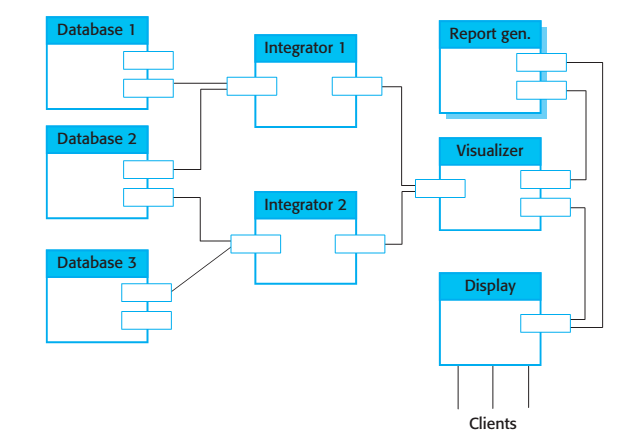 Database 1
Integrator 1
Report gen.
Database 2
Visualizer
Integrator 2
Database 3
Display
Clients